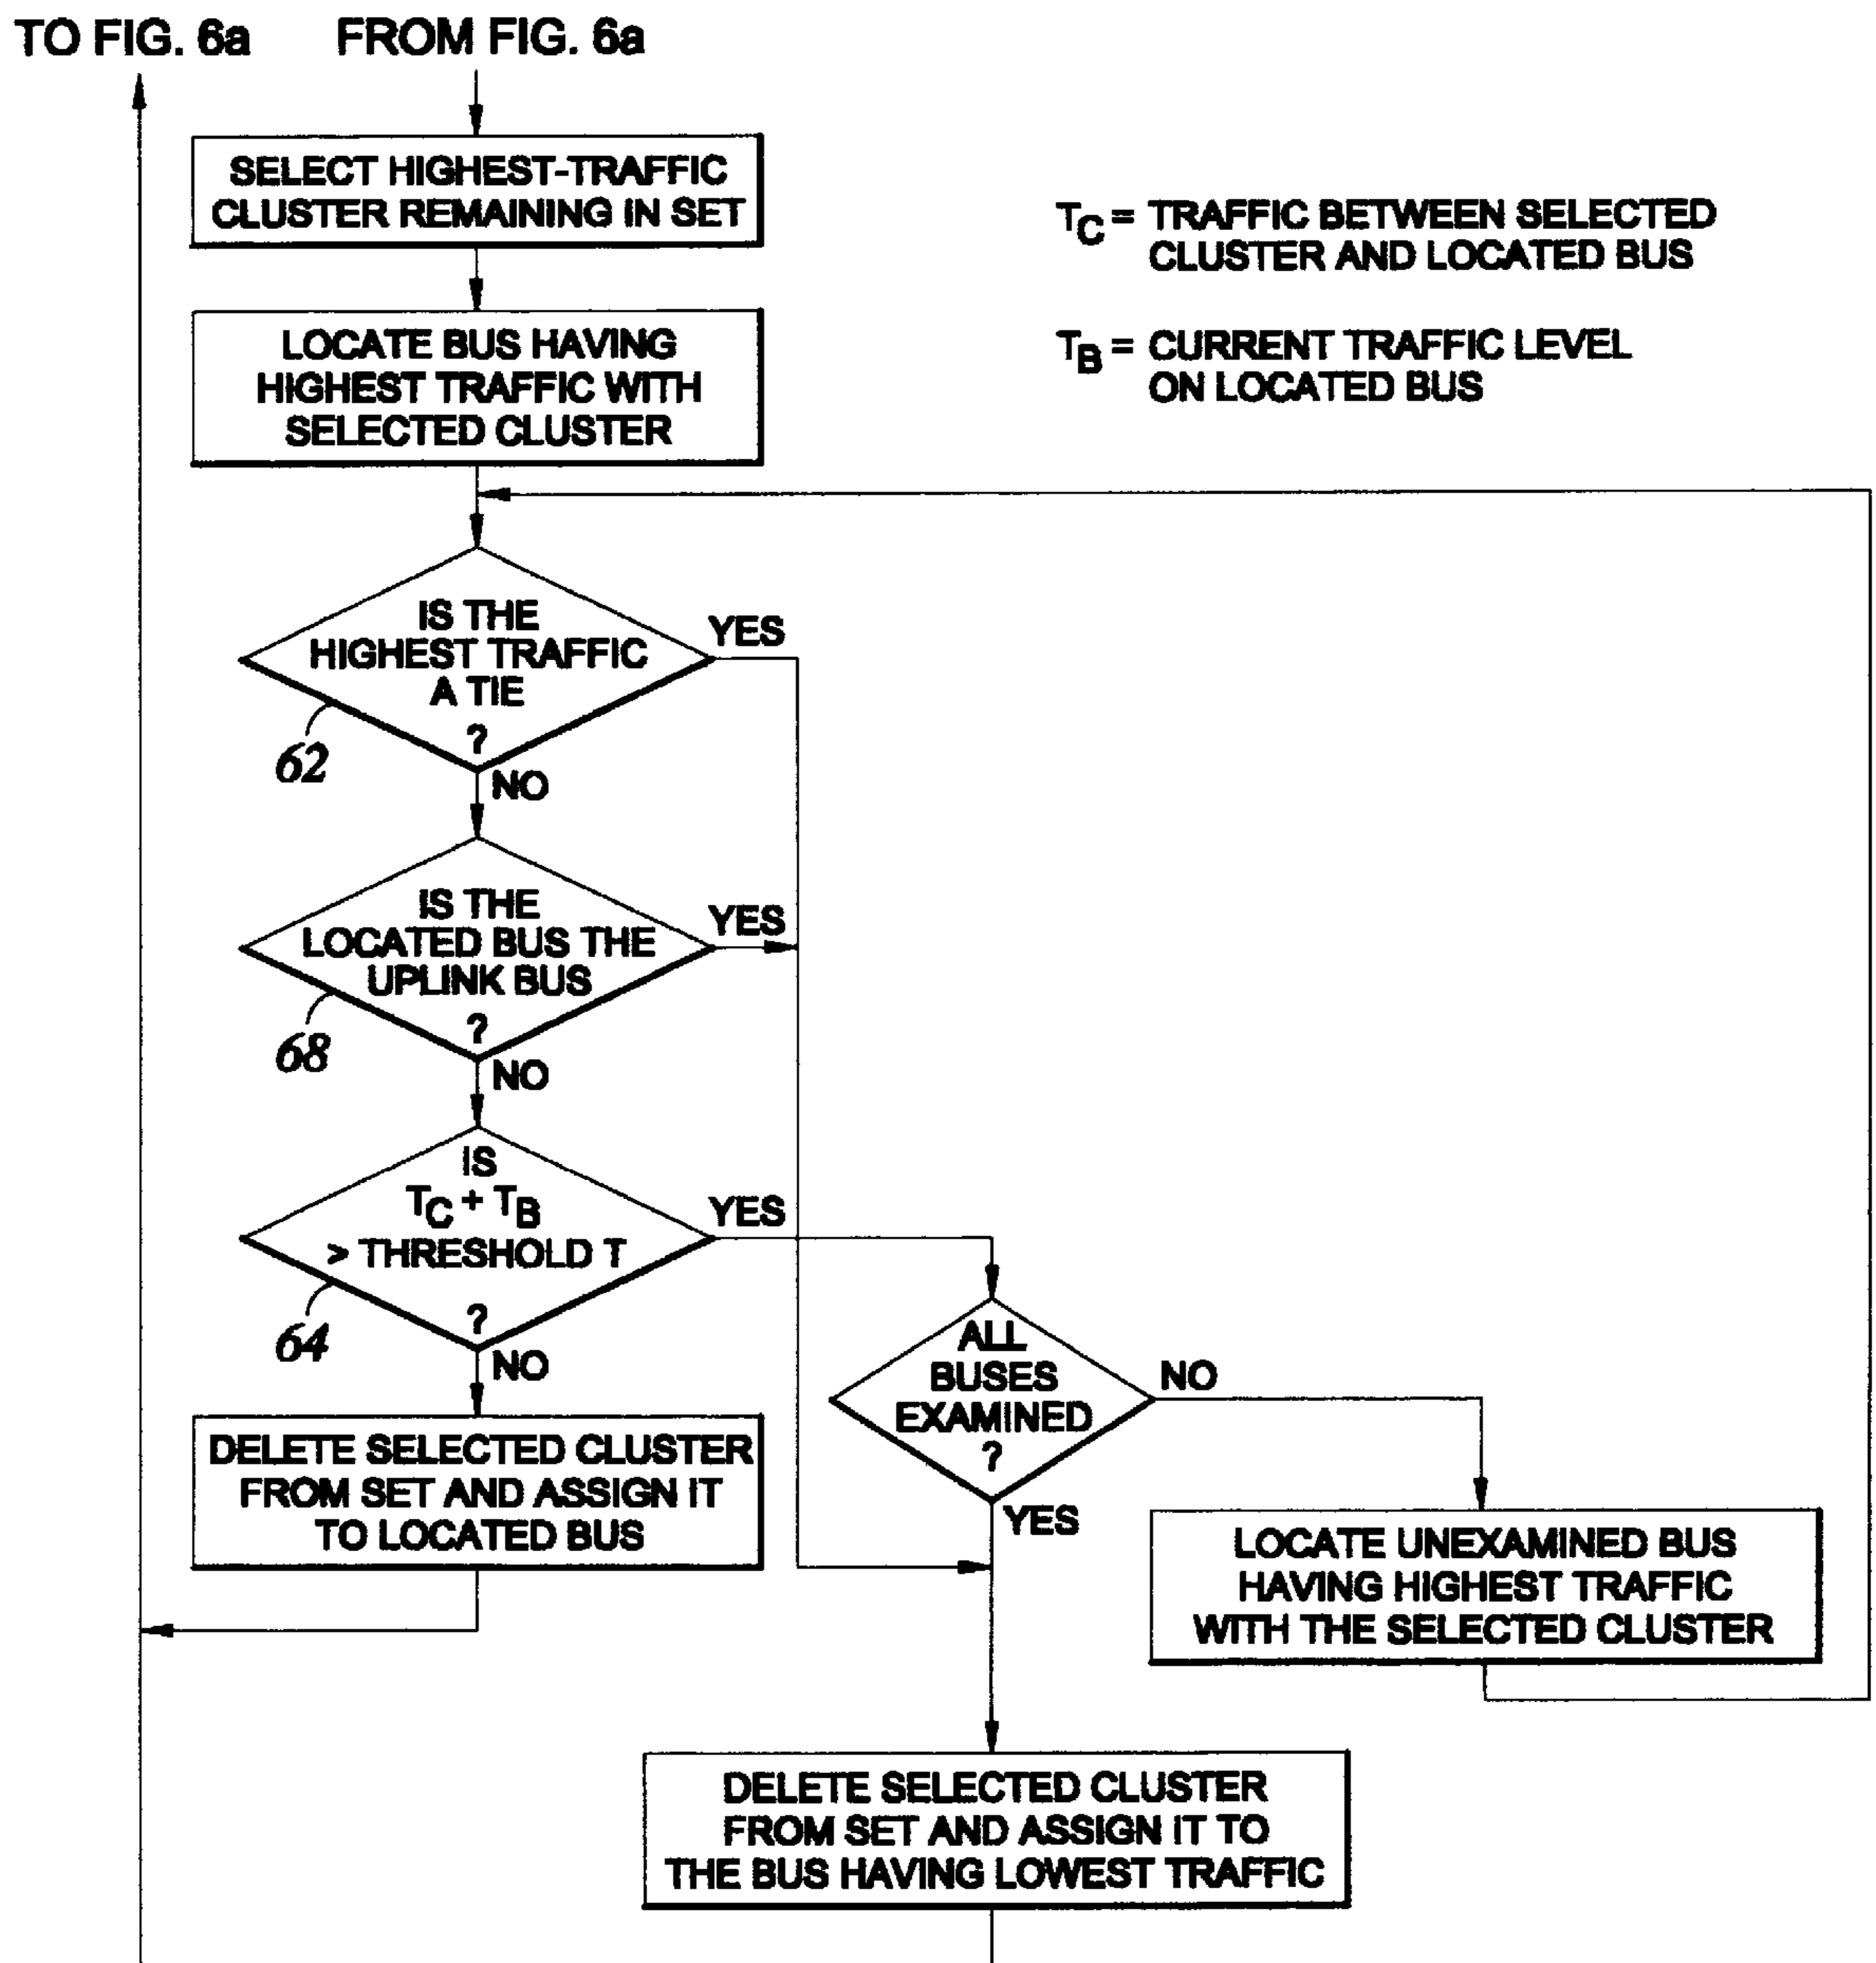 TO FIG. 6a
FROM FIG. 6a
SELECT HIGHEST-TRAFFIC
CLUSTER REMAINING IN SET
TC = TRAFFIC BETWEEN SELECTED
CLUSTER AND LOCATED BUS
LOCATE BUS HAVING
HIGHEST TRAFFIC WITH
SELECTED CLUSTER
TB = CURRENT TRAFFIC LEVEL
ON LOCATED BUS
IS THE
HIGHEST TRAFFIC
A TIE
?
YES
62
NO
IS THE
LOCATED BUS THE
UPLINK BUS
?
YES
68
NO
IS
TC + TB
> THRESHOLD T
?
YES
64
NO
ALL
BUSES
EXAMINED
?
NO
YES
DELETE SELECTED CLUSTER
FROM SET AND ASSIGN IT
TO LOCATED BUS
LOCATE UNEXAMINED BUS
HAVING HIGHEST TRAFFIC
WITH THE SELECTED CLUSTER
DELETE SELECTED CLUSTER
FROM SET AND ASSIGN IT TO
THE BUS HAVING LOWEST TRAFFIC